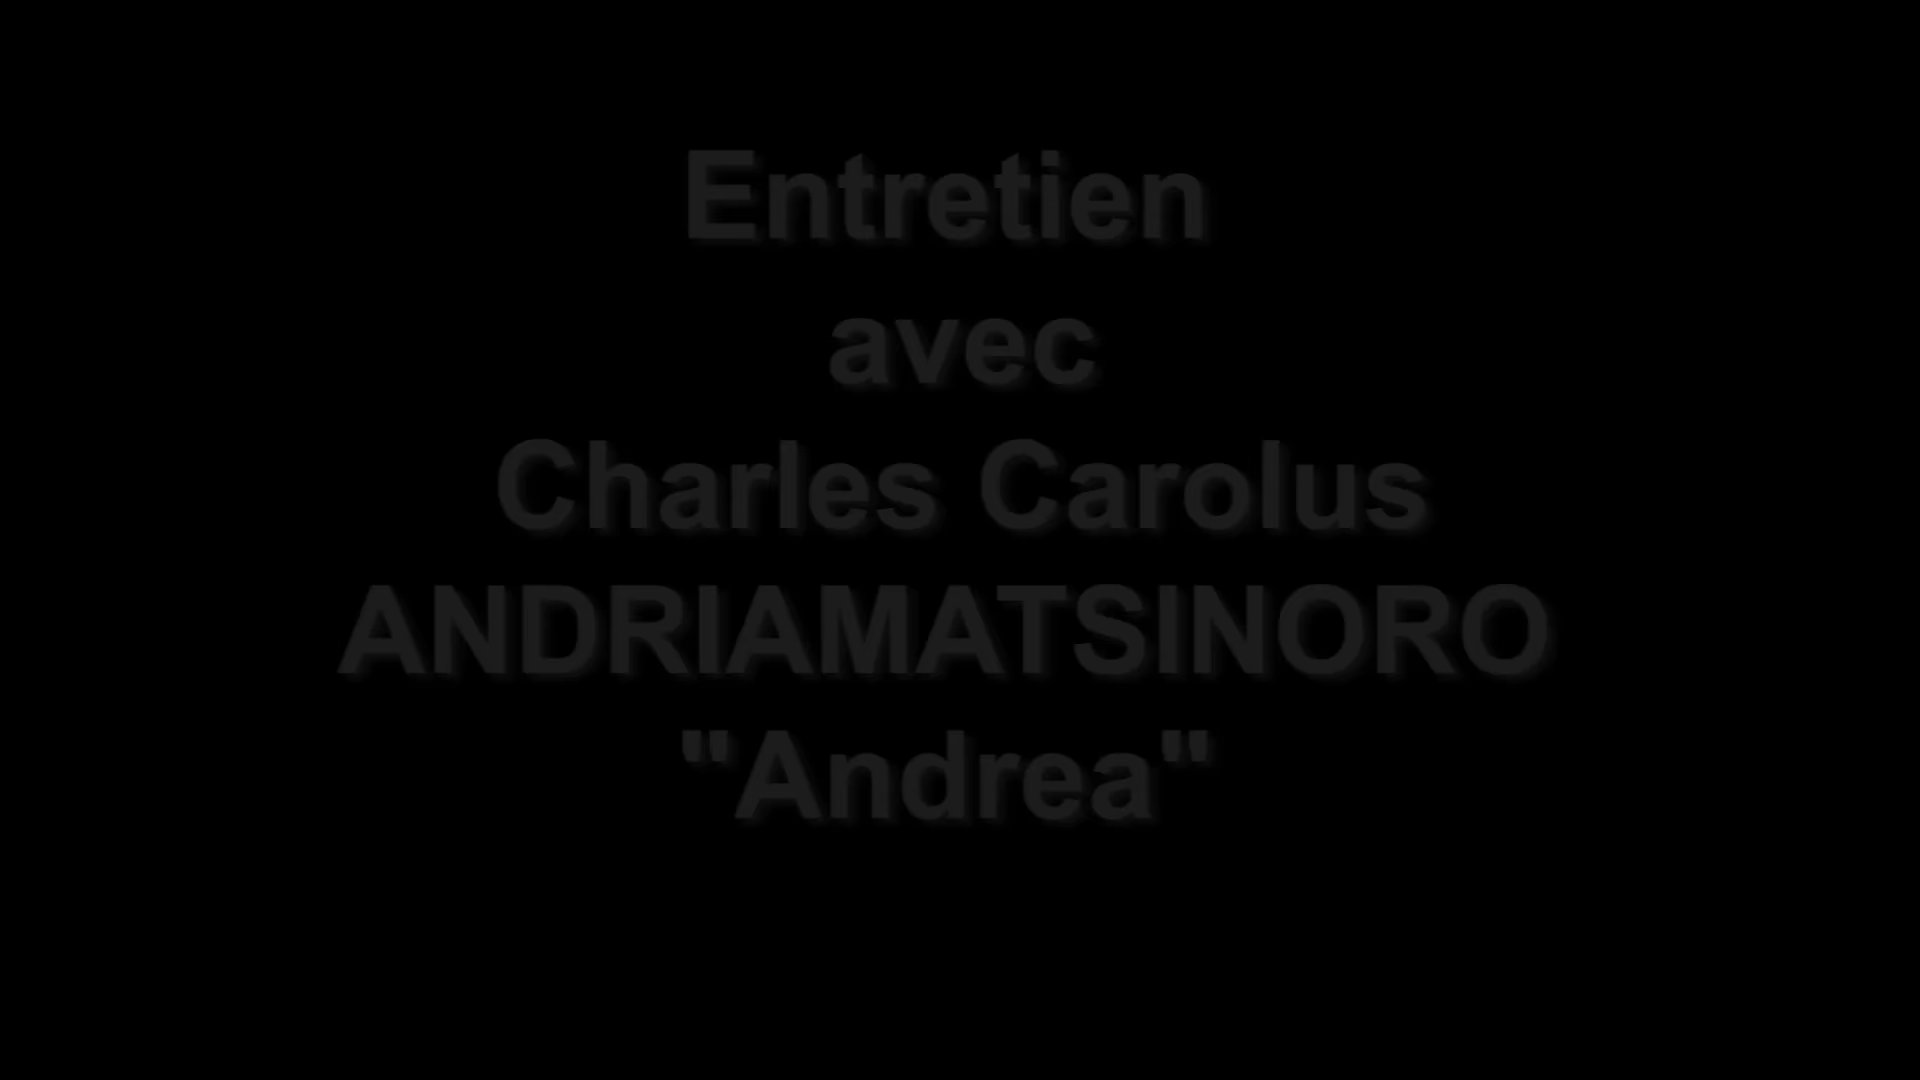 Entretien
avec
Charles Carolus
ANDRIAMATSINORO
"Andrea"